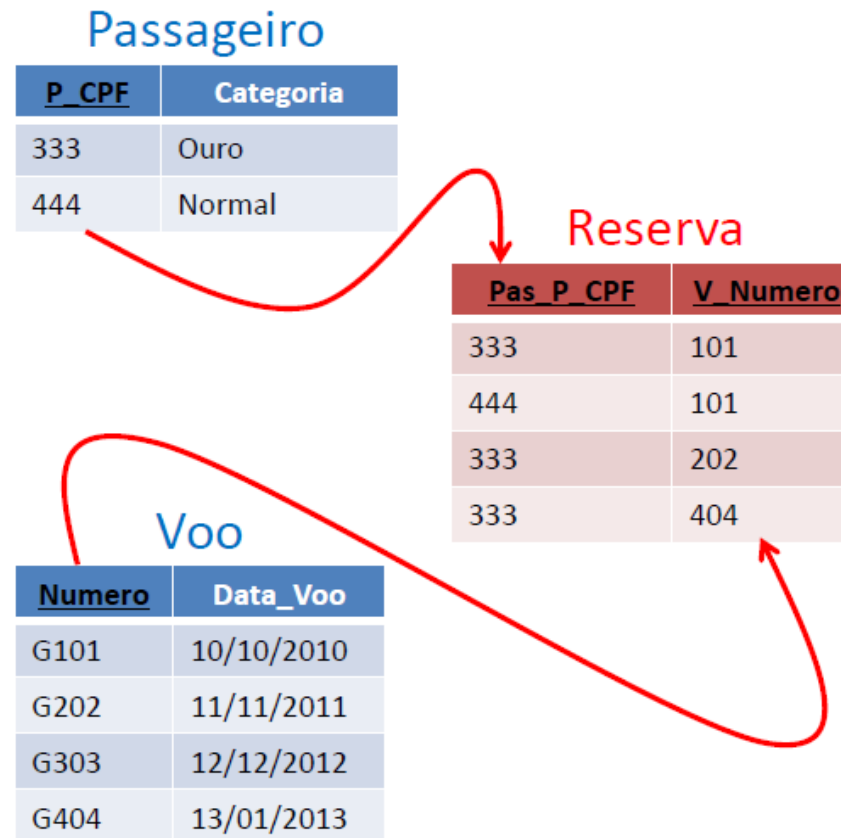 Passageiro
P_CPF Categoria
333 Ouro
444 Normal
Reserva
Pas_P_CPF V_Numero
333 101
444 101
333 202
333 404
Voo
Numero Data_Voo
G101 10/10/2010
G202 11/11/2011
G303 12/12/2012
G404 13/01/2013